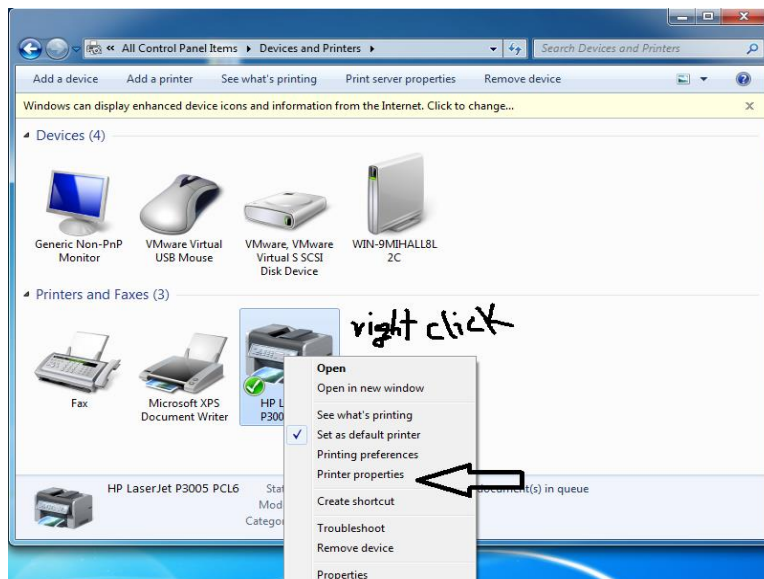 « All Control Panel Items ▸ Devices and Printers ▸
Search Devices and Printers
Add a device Add a printer See what's printing Print server properties Remove device
Windows can display enhanced device icons and information from the Internet. Click to change...
Devices (4)
Generic Non-PnP
Monitor
VMware Virtual
USB Mouse
VMware, VMware
Virtual S SCSI
Disk Device
WIN-9MIHALL8L
2C
Printers and Faxes (3)
right click
Fax
Microsoft XPS
Document Writer
HP L
P300
Open
Open in new window
See what's printing
Set as default printer
Printing preferences
Printer properties
Create shortcut
Troubleshoot
Remove device
Properties
HP LaserJet P3005 PCL6
Stat
Mod
Categor
document(s) in queue